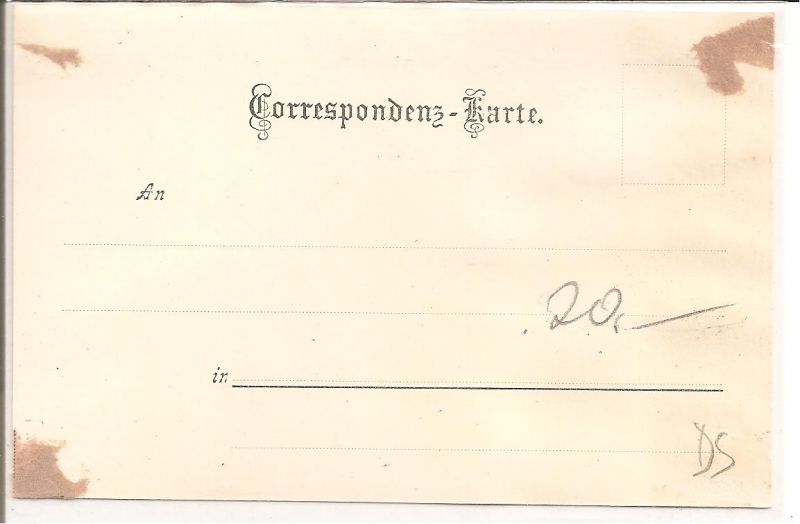 Correspondenz-Karte.
An
20,—
in
DS